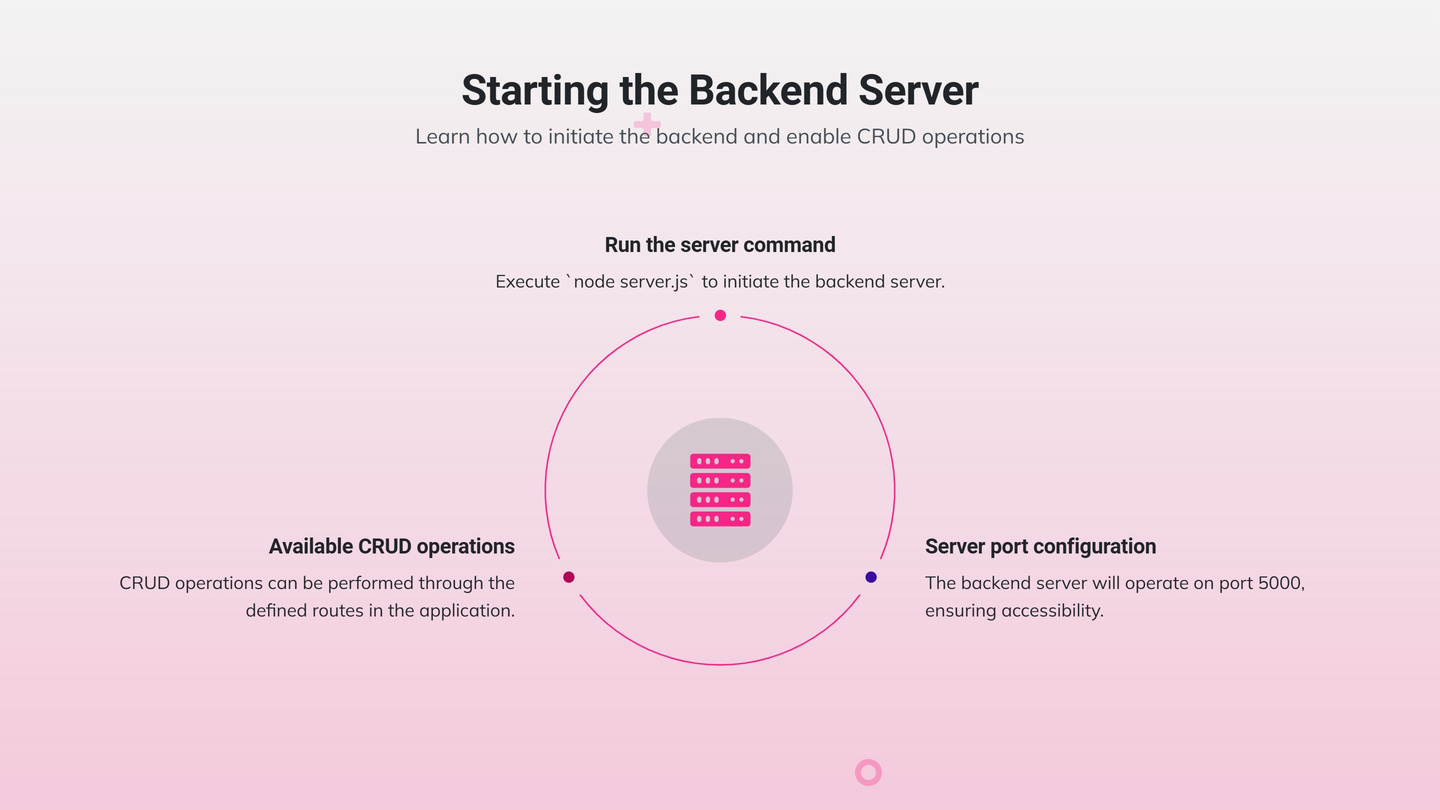 Starting the Backend Server
Learn how to initiate the backend and enable CRUD operations
Run the server command
Execute `node server.js` to initiate the backend server.
Available CRUD operations
CRUD operations can be performed through the
defined routes in the application.
Server port configuration
The backend server will operate on port 5000,
ensuring accessibility.